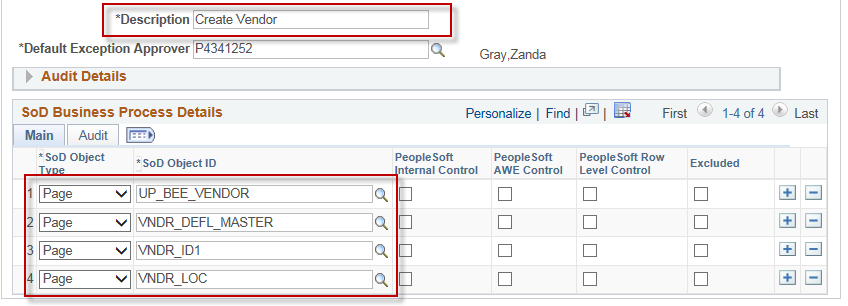 *Description Create Vendor
*Default Exception Approver P4341252 Gray,Zanda
Audit Details
SoD Business Process Details Personalize | Find | | First 1-4 of 4 Last
Main Audit
*SoD Object Type *SoD Object ID PeopleSoft Internal Control PeopleSoft AWE Control PeopleSoft Row Level Control Excluded
1 Page UP_BEE_VENDOR
2 Page VNDR_DEFL_MASTER
3 Page VNDR_ID1
4 Page VNDR_LOC